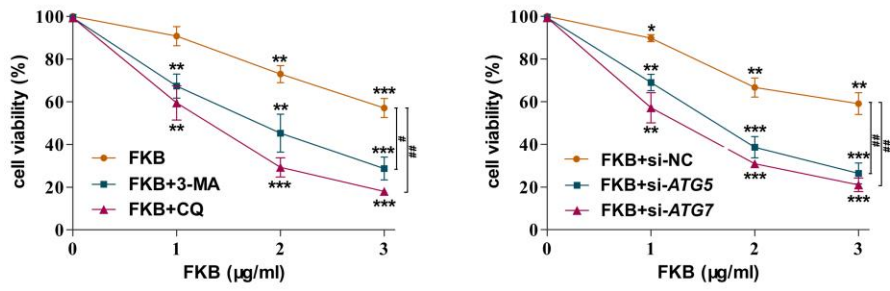 100
80
60
40
20
0
cell viability (%)
**
***
**
**
***
**
***
***
#
##
FKB
FKB+3-MA
FKB+CQ
0 1 2 3
FKB (µg/ml)
100
80
60
40
20
0
cell viability (%)
*
**
**
**
***
***
**
***
***
##
##
FKB+si-NC
FKB+si-ATG5
FKB+si-ATG7
0 1 2 3
FKB (µg/ml)